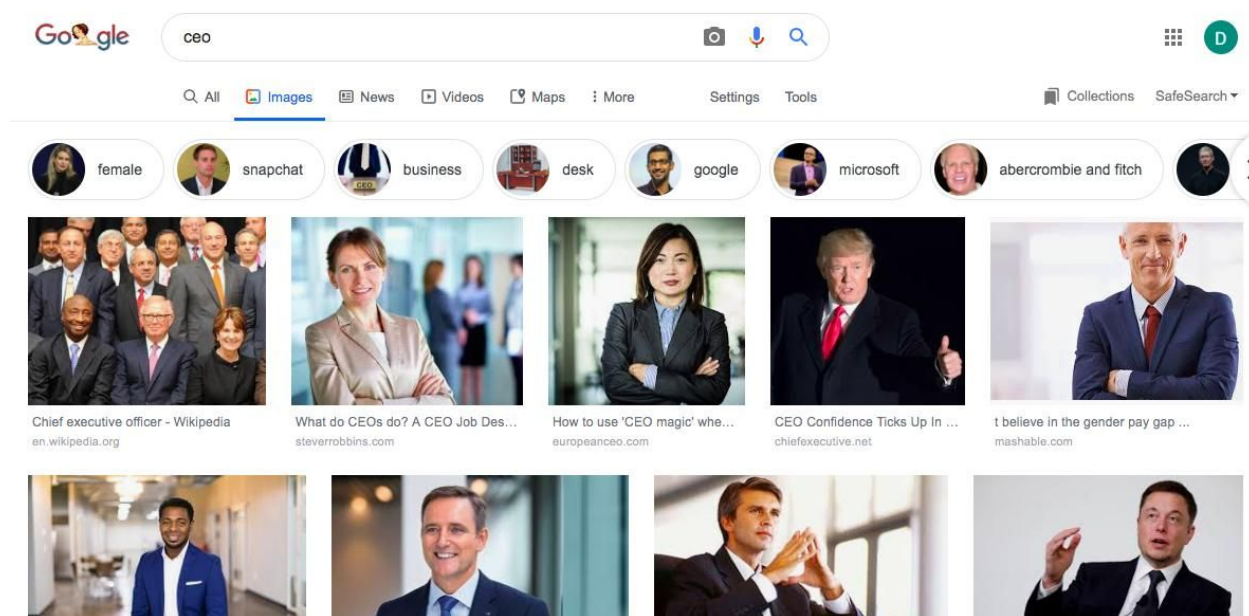 Google
ceo
D
All Images News Videos Maps More Settings Tools Collections SafeSearch
female snapchat business desk google microsoft abercrombie and fitch
CEO
Chief executive officer - Wikipedia
en.wikipedia.org
What do CEOs do? A CEO Job Des...
steverrobbins.com
How to use 'CEO magic' whe...
europeanceo.com
CEO Confidence Ticks Up In ...
chiefexecutive.net
t believe in the gender pay gap ...
mashable.com